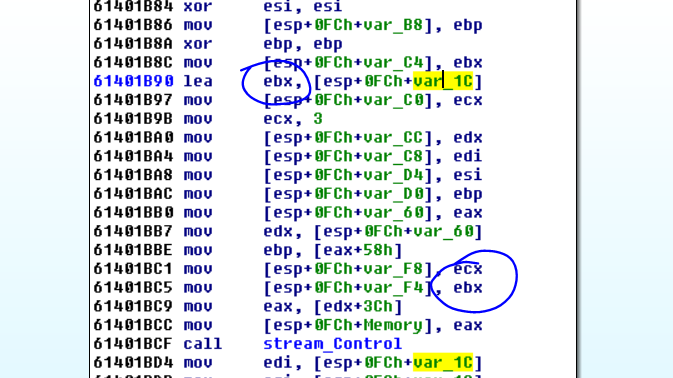 61401B84 xor esi, esi
61401B86 mov [esp+0FCh+var_B8], ebp
61401B8A xor ebp, ebp
61401B8C mov [esp+0FCh+var_C4], ebx
61401B90 lea ebx, [esp+0FCh+var_1C]
61401B97 mov [esp+0FCh+var_C0], ecx
61401B9B mov ecx, 3
61401BA0 mov [esp+0FCh+var_CC], edx
61401BA4 mov [esp+0FCh+var_C8], edi
61401BA8 mov [esp+0FCh+var_D4], esi
61401BAC mov [esp+0FCh+var_D0], ebp
61401BB0 mov [esp+0FCh+var_60], eax
61401BB7 mov edx, [esp+0FCh+var_60]
61401BBE mov ebp, [eax+58h]
61401BC1 mov [esp+0FCh+var_F8], ecx
61401BC5 mov [esp+0FCh+var_F4], ebx
61401BC9 mov eax, [edx+3Ch]
61401BCC mov [esp+0FCh+Memory], eax
61401BCF call stream_Control
61401BD4 mov edi, [esp+0FCh+var_1C]